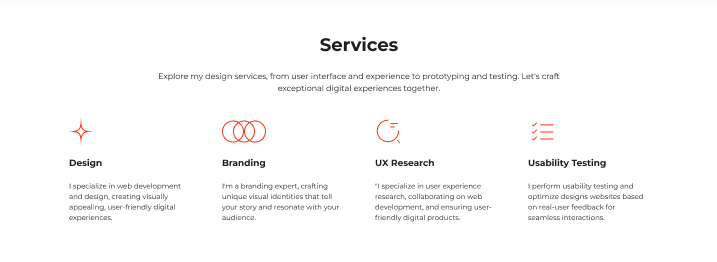 Services
Explore my design services, from user interface and experience to prototyping and testing. Let's craft
exceptional digital experiences together.
Design
I specialize in web development
and design, creating visually
appealing, user-friendly digital
experiences.
Branding
I'm a branding expert, crafting
unique visual identities that tell
your story and resonate with your
audience.
UX Research
"I specialize in user experience
research, collaborating on web
development, and ensuring user-
friendly digital products.
Usability Testing
I perform usability testing and
optimize designs websites based
on real-user feedback for
seamless interactions.